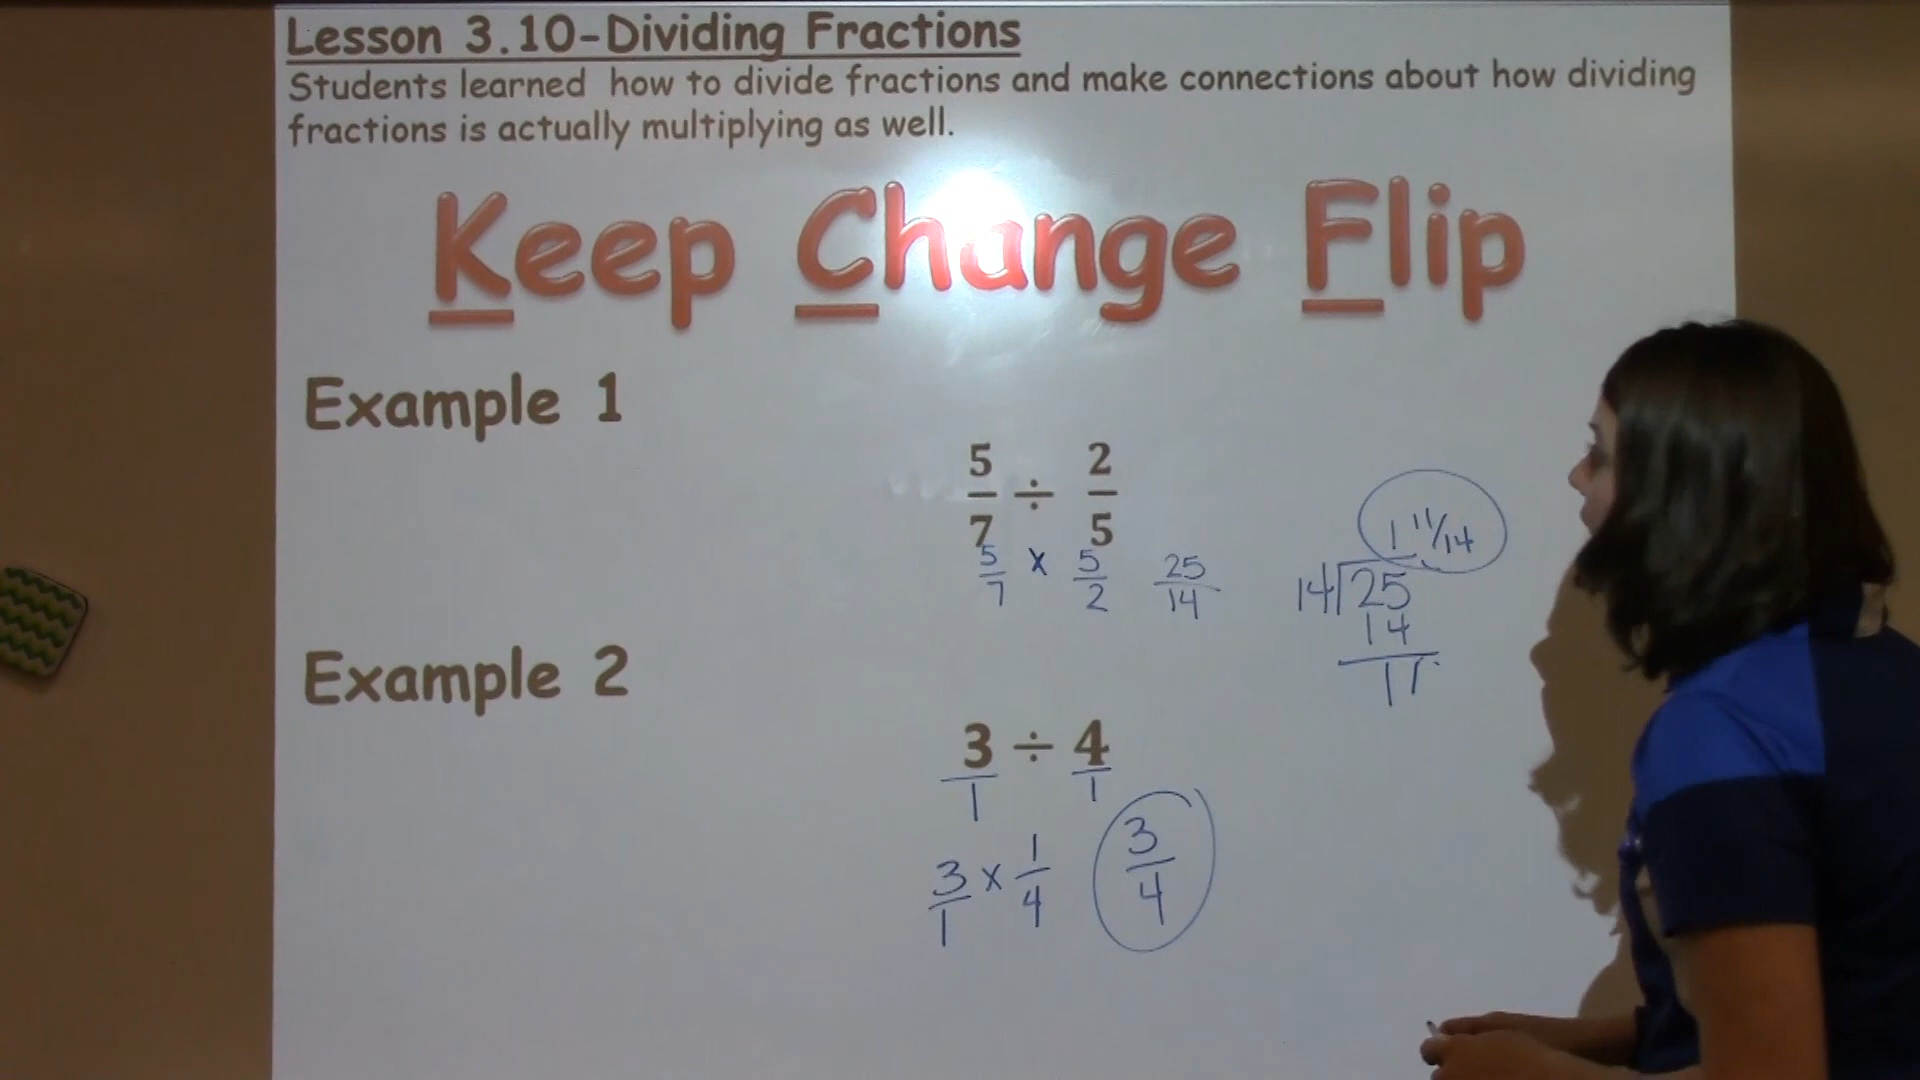 Lesson 3.10-Dividing Fractions
Students learned how to divide fractions and make connections about how dividing
fractions is actually multiplying as well.
Keep Change Flip
Example 1
5/7 ÷ 2/5
5/7 x 5/2 25/14
1 11/14
14 25
14
11
Example 2
3/1 ÷ 4/1
3/1 x 1/4 3/4